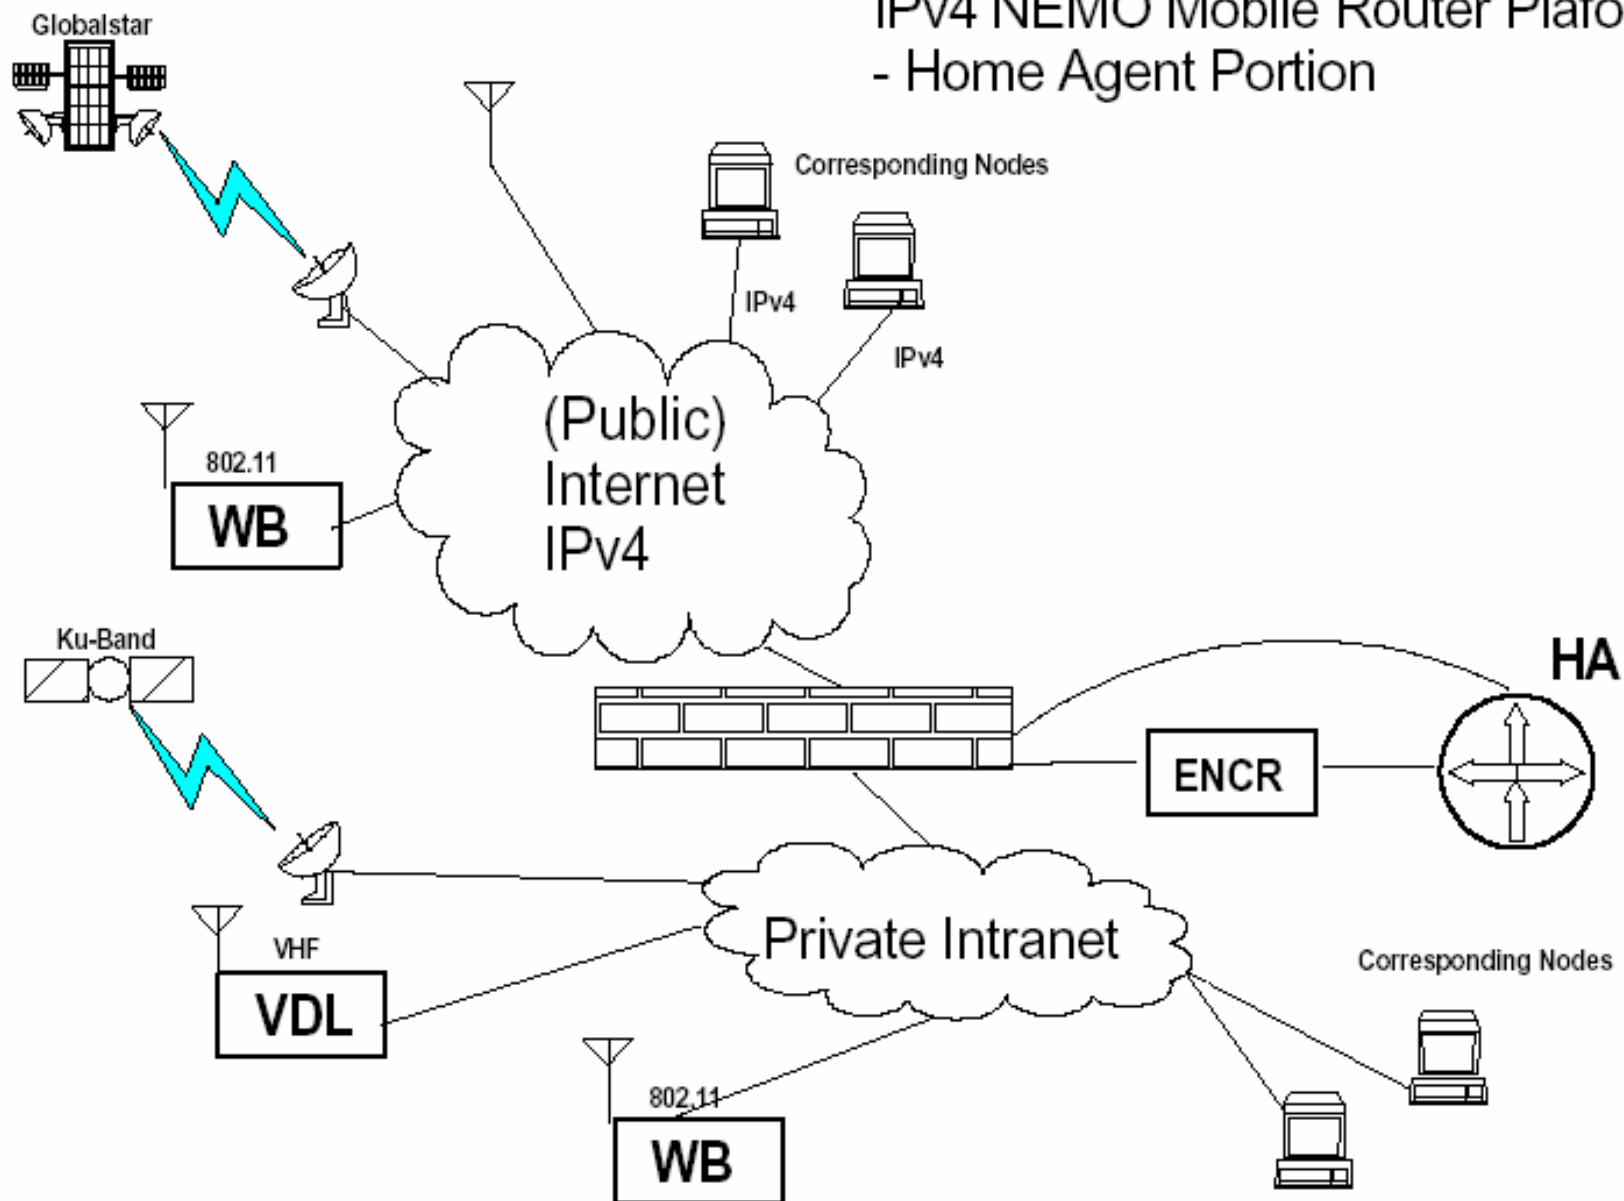 Globalstar
IPv4 NEMO Mobile Router
- Home Agent Portion
Corresponding Nodes
IPv4
IPv4
(Public)
Internet
IPv4
802.11
WB
Ku-Band
HA
ENCR
Private Intranet
VHF
VDL
Corresponding Nodes
802.11
WB